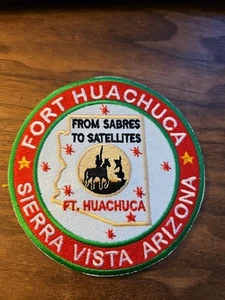 FORT HUACHUCA
FROM SABRES
TO SATELLITES
FT. HUACHUCA
SIERRA VISTA ARIZONA